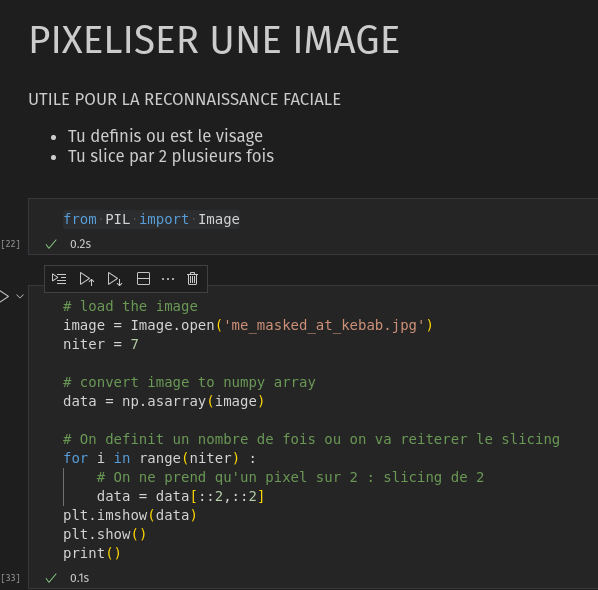 PIXELISER UNE IMAGE
UTILE POUR LA RECONNAISSANCE FACIALE
• Tu definis ou est le visage
• Tu slice par 2 plusieurs fois
from PIL import Image
[22] 0.2s
# load the image
image = Image.open('me_masked_at_kebab.jpg')
niter = 7
# convert image to numpy array
data = np.asarray(image)
# On definit un nombre de fois ou on va reiterer le slicing
for i in range(niter) :
# On ne prend qu'un pixel sur 2 : slicing de 2
data = data[::2,::2]
plt.imshow(data)
plt.show()
print()
[33] 0.1s